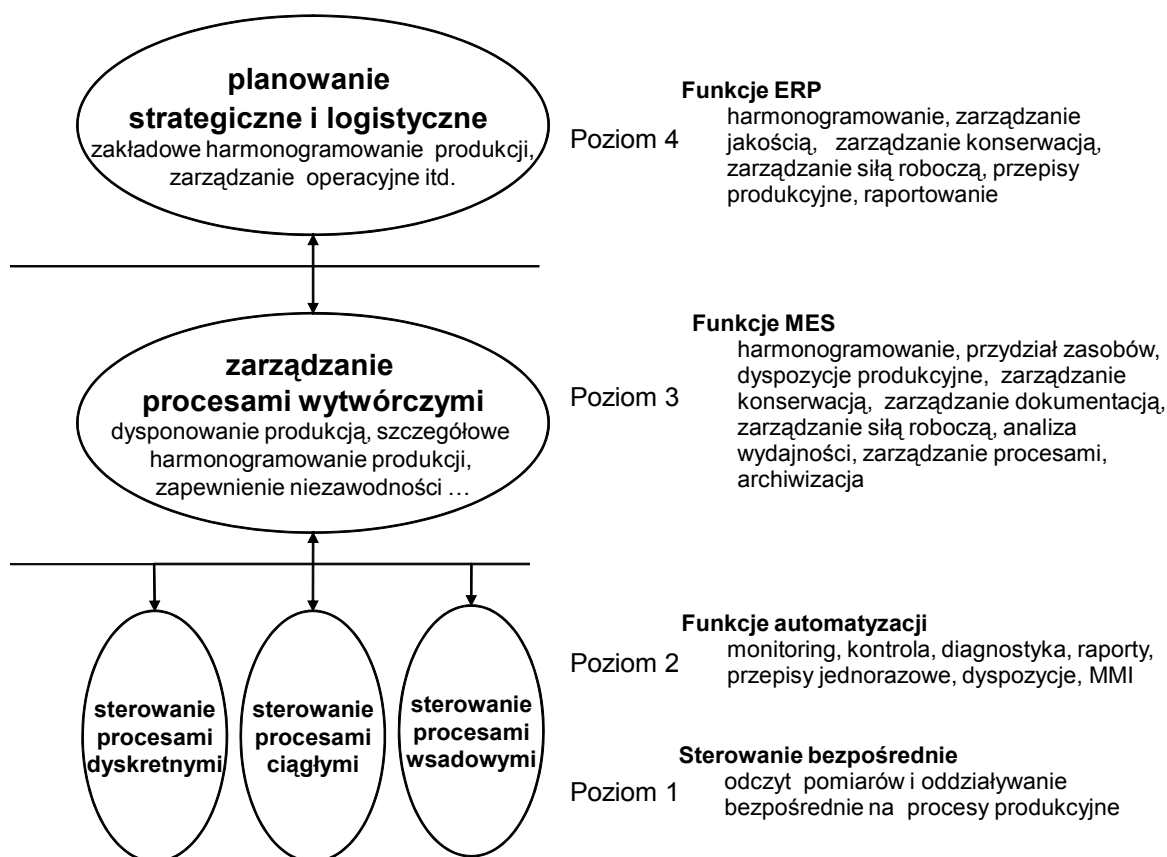 planowanie
strategiczne i logistyczne
zakładowe harmonogramowanie produkcji,
zarządzanie operacyjne itd.
Poziom 4
Funkcje ERP
harmonogramowanie, zarządzanie
jakością, zarządzanie konserwacją,
zarządzanie siłą roboczą, przepisy
produkcyjne, raportowanie
zarządzanie
procesami wytwórczymi
dysponowanie produkcją, szczegółowe
harmonogramowanie produkcji,
zapewnienie niezawodności …
Poziom 3
Funkcje MES
harmonogramowanie, przydział zasobów,
dyspozycje produkcyjne, zarządzanie
konserwacją, zarządzanie dokumentacją,
zarządzanie siłą roboczą, analiza
wydajności, zarządzanie procesami,
archiwizacja
sterowanie
procesami
dyskretnymi
sterowanie
procesami
ciągłymi
sterowanie
procesami
wsadowymi
Poziom 2
Funkcje automatyzacji
monitoring, kontrola, diagnostyka, raporty,
przepisy jednorazowe, dyspozycje, MMI
Poziom 1
Sterowanie bezpośrednie
odczyt pomiarów i oddziaływanie
bezpośrednie na procesy produkcyjne